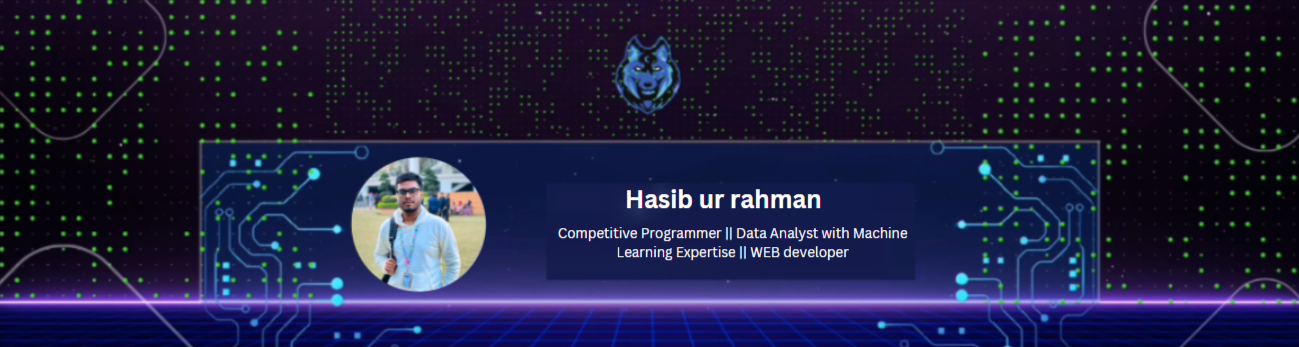 Hasib ur rahman
Competitive Programmer || Data Analyst with Machine
Learning Expertise || WEB developer